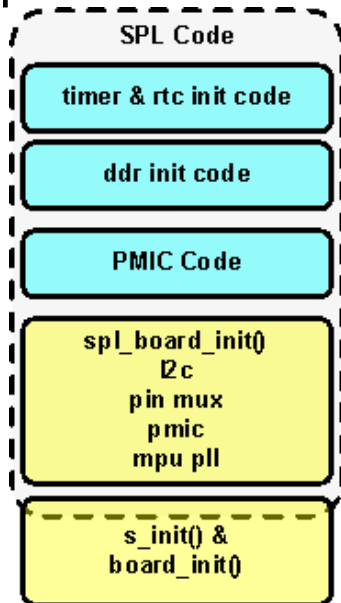 SPL Code
timer & rtc init code
ddr init code
PMIC Code
spl_board_init()
I2c
pin mux
pmic
mpu pll
s_init() &
board_init()